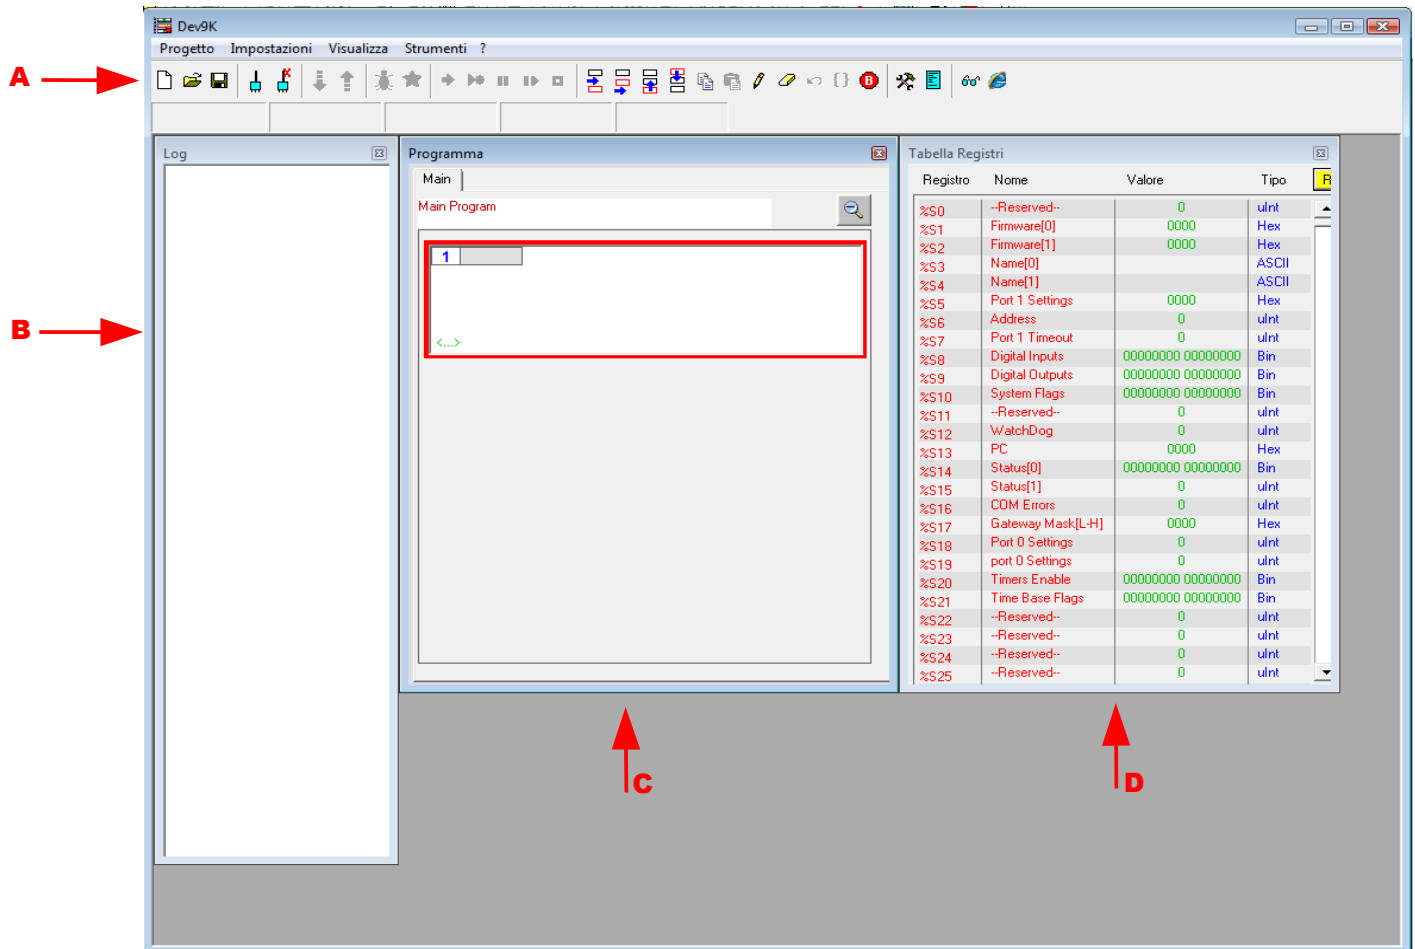 Dev9K
Progetto Impostazioni Visualizza Strumenti ?
A
B
B
Log
Programma
Main
Main Program
1
<...>
Tabella Registri
Registro Nome Valore Tipo R
%S0 --Reserved-- 0 uInt
%S1 Firmware[0] 0000 Hex
%S2 Firmware[1] 0000 Hex
%S3 Name[0] ASCII
%S4 Name[1] ASCII
%S5 Port 1 Settings 0000 Hex
%S6 Address 0 uInt
%S7 Port 1 Timeout 0 uInt
%S8 Digital Inputs 00000000 00000000 Bin
%S9 Digital Outputs 00000000 00000000 Bin
%S10 System Flags 00000000 00000000 Bin
%S11 --Reserved-- 0 uInt
%S12 WatchDog 0 uInt
%S13 PC 0000 Hex
%S14 Status[0] 00000000 00000000 Bin
%S15 Status[1] 0 uInt
%S16 COM Errors 0 uInt
%S17 Gateway Mask[L-H] 0000 Hex
%S18 Port 0 Settings 0 uInt
%S19 port 0 Settings 0 uInt
%S20 Timers Enable 00000000 00000000 Bin
%S21 Time Base Flags 00000000 00000000 Bin
%S22 --Reserved-- 0 uInt
%S23 --Reserved-- 0 uInt
%S24 --Reserved-- 0 uInt
%S25 --Reserved-- 0 uInt
C
D